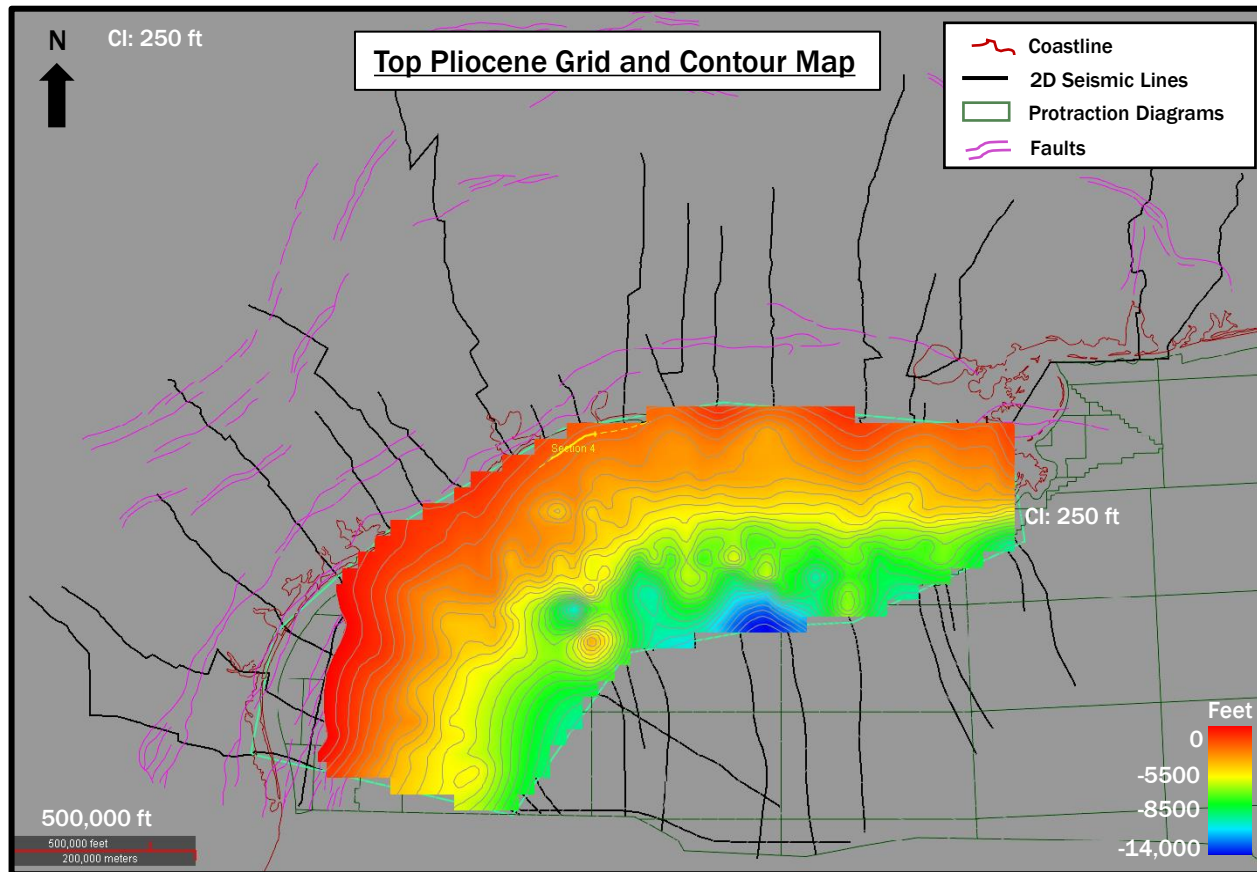 N
CI: 250 ft
Top Pliocene Grid and Contour Map
Coastline
2D Seismic Lines
Protraction Diagrams
Faults
Section 4
CI: 250 ft
Feet
0
-5500
-8500
-14,000
500,000 ft
500,000 feet
200,000 meters